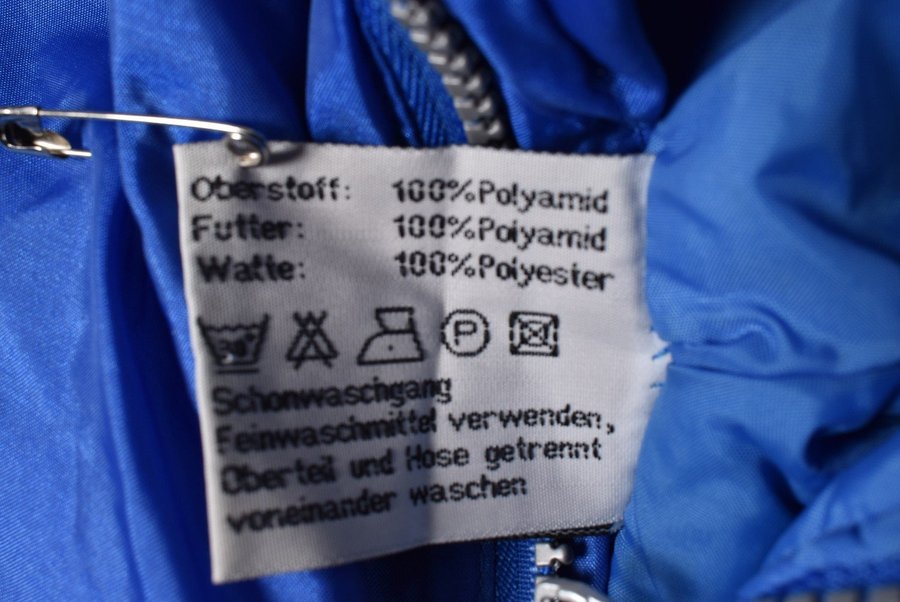 Oberstoff: 100%Polyamid
Futter: 100%Polyamid
Watte: 100%Polyester
30° P
Schonwaschgang
Feinwaschmittel verwenden,
Oberteil und Hose getrennt
voneinander waschen